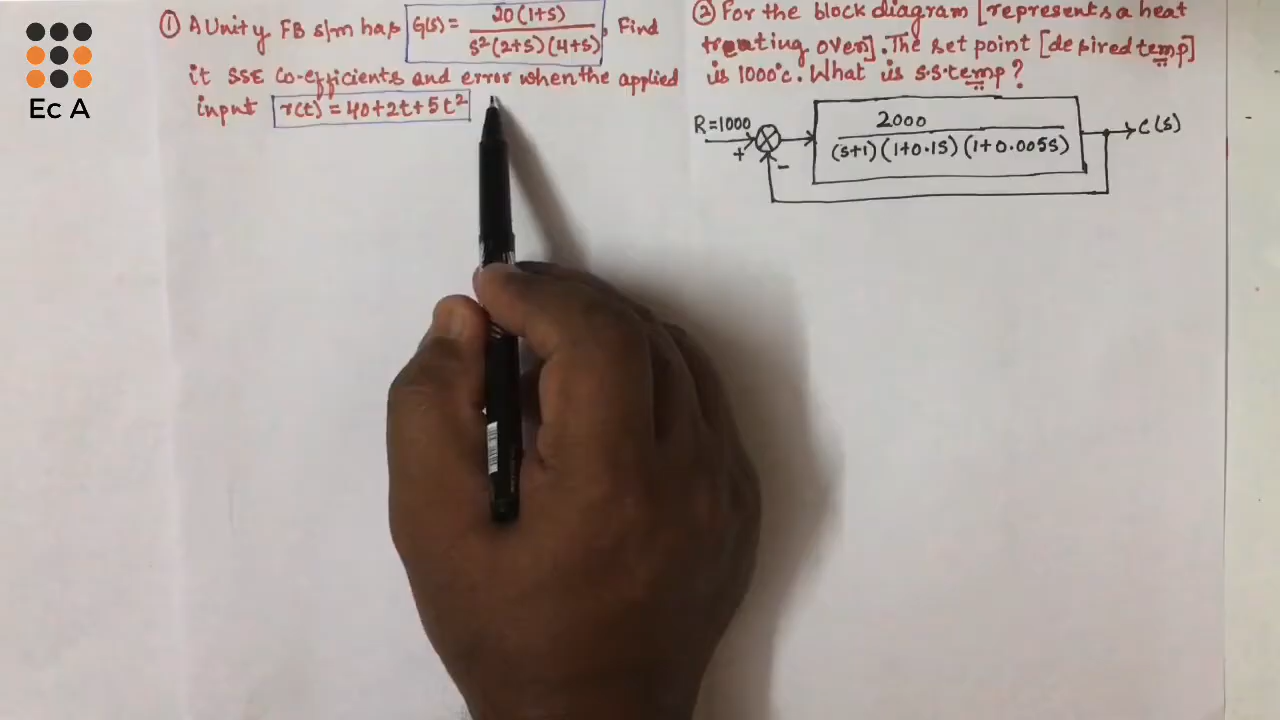 Ec A
① A Unity FB s/m has G(s) = 20(1+s) / s²(2+s)(4+s), Find
it SSE Co-efficients and error when the applied
input r(t) = 40+2t+5t²
② For the block diagram [represents a heat
treating oven]. The set point [desired temp]
is 1000°c. What is s.s.temp?
R=1000
+
-
2000
(s+1)(1+0.1s)(1+0.005s)
C(s)